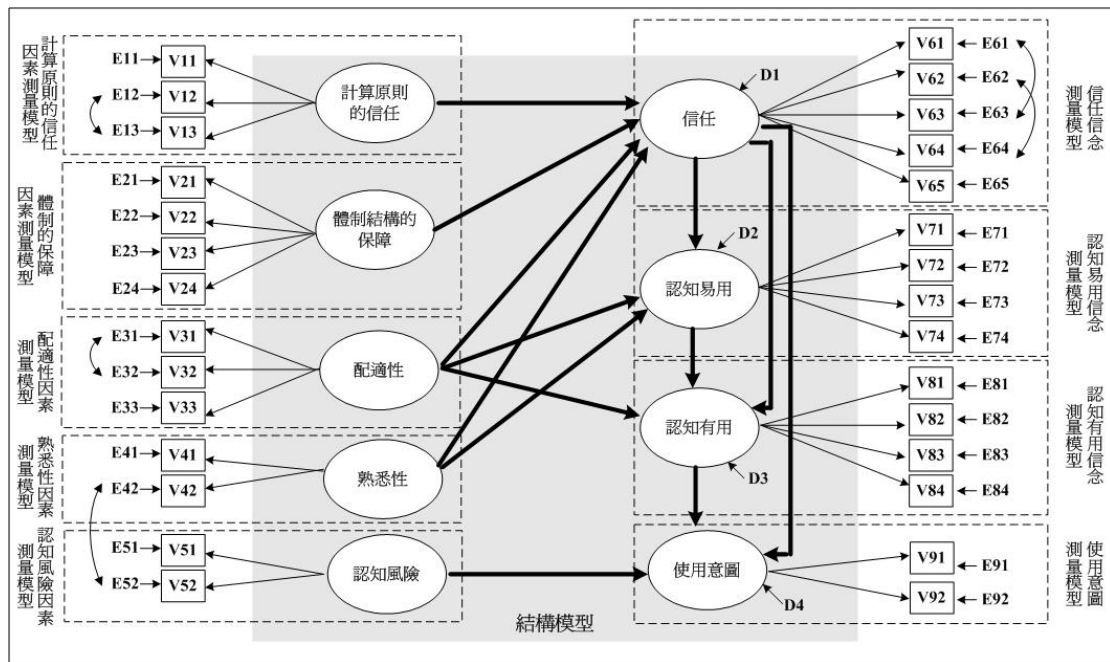 計算原則的信任
因素測量模型
E11
V11
E12
V12
E13
V13
計算原則
的信任
體制的保障
因素測量模型
E21
V21
E22
V22
E23
V23
E24
V24
體制結構的
保障
配適性因素
測量模型
E31
V31
E32
V32
E33
V33
配適性
熟悉性因素
測量模型
E41
V41
E42
V42
熟悉性
認知風險因素
測量模型
E51
V51
E52
V52
認知風險
結構模型
信任
D1
V61
E61
V62
E62
V63
E63
V64
E64
V65
E65
信任信念
測量模型
認知易用
D2
V71
E71
V72
E72
V73
E73
V74
E74
認知易用信念
測量模型
認知有用
D3
V81
E81
V82
E82
V83
E83
V84
E84
認知有用信念
測量模型
使用意圖
D4
V91
E91
V92
E92
使用意圖
測量模型